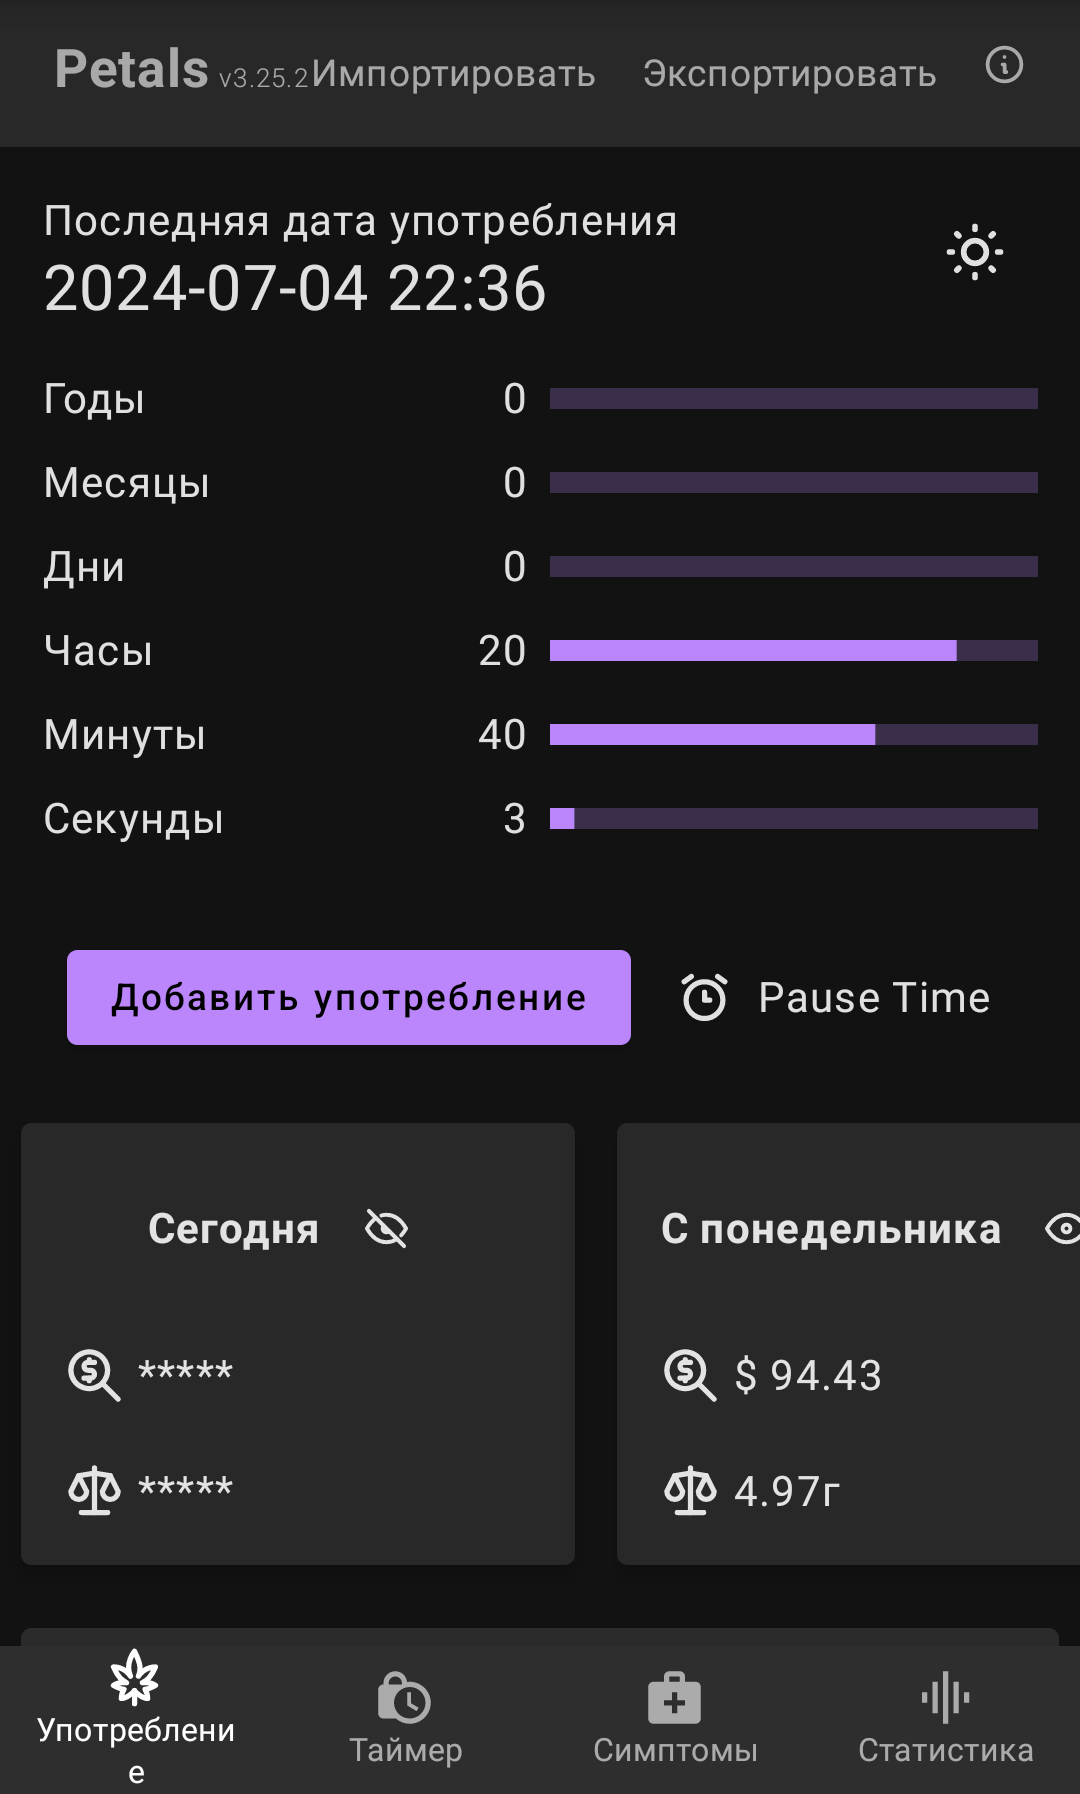 Petals v3.25.2 Импортировать Экспортировать
Последняя дата употребления
2024-07-04 22:36
Годы 0
Месяцы 0
Дни 0
Часы 20
Минуты 40
Секунды 3
Добавить употребление Pause Time
Сегодня
*****
*****
С понедельника
$ 94.43
4.97г
Употреблени
е
Таймер
Симптомы
Статистика